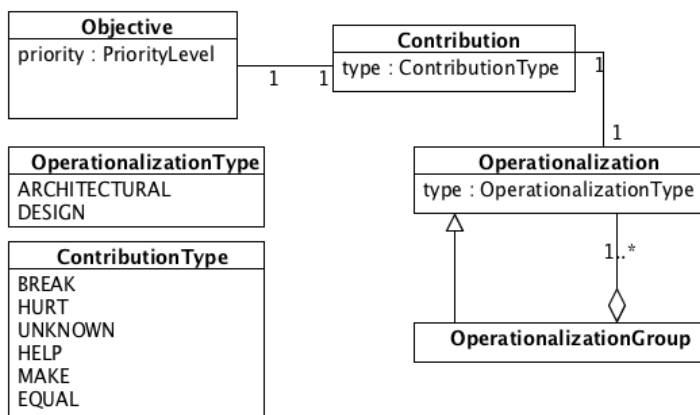 Objective
priority : PriorityLevel
1
1
Contribution
type : ContributionType
1
1
OperationalizationType
ARCHITECTURAL
DESIGN
Operationalization
type : OperationalizationType
1..*
ContributionType
BREAK
HURT
UNKNOWN
HELP
MAKE
EQUAL
OperationalizationGroup